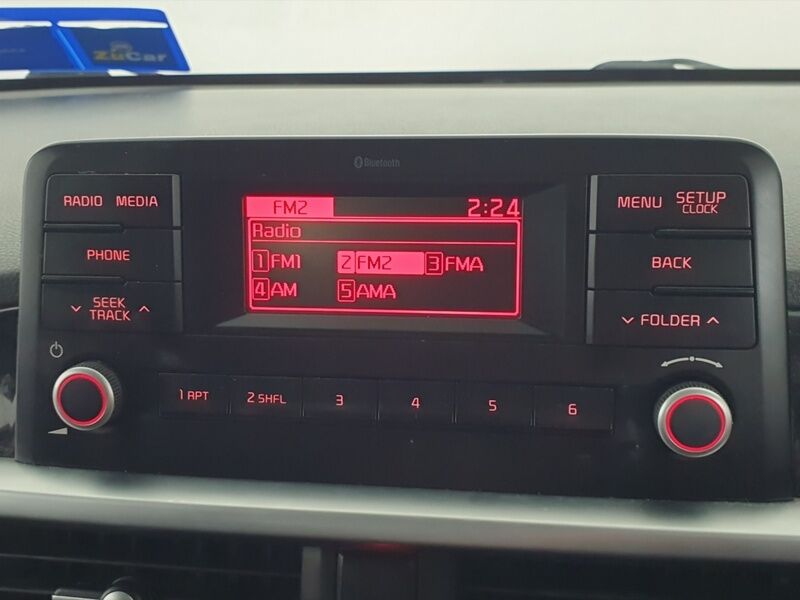 ZuCar
Bluetooth
RADIO MEDIA
PHONE
SEEK
TRACK
FM2 2:24
Radio
1 FM1 2 FM2 3 FMA
4 AM 5 AMA
MENU SETUP
CLOCK
BACK
FOLDER
1 RPT 2 SHFL 3 4 5 6